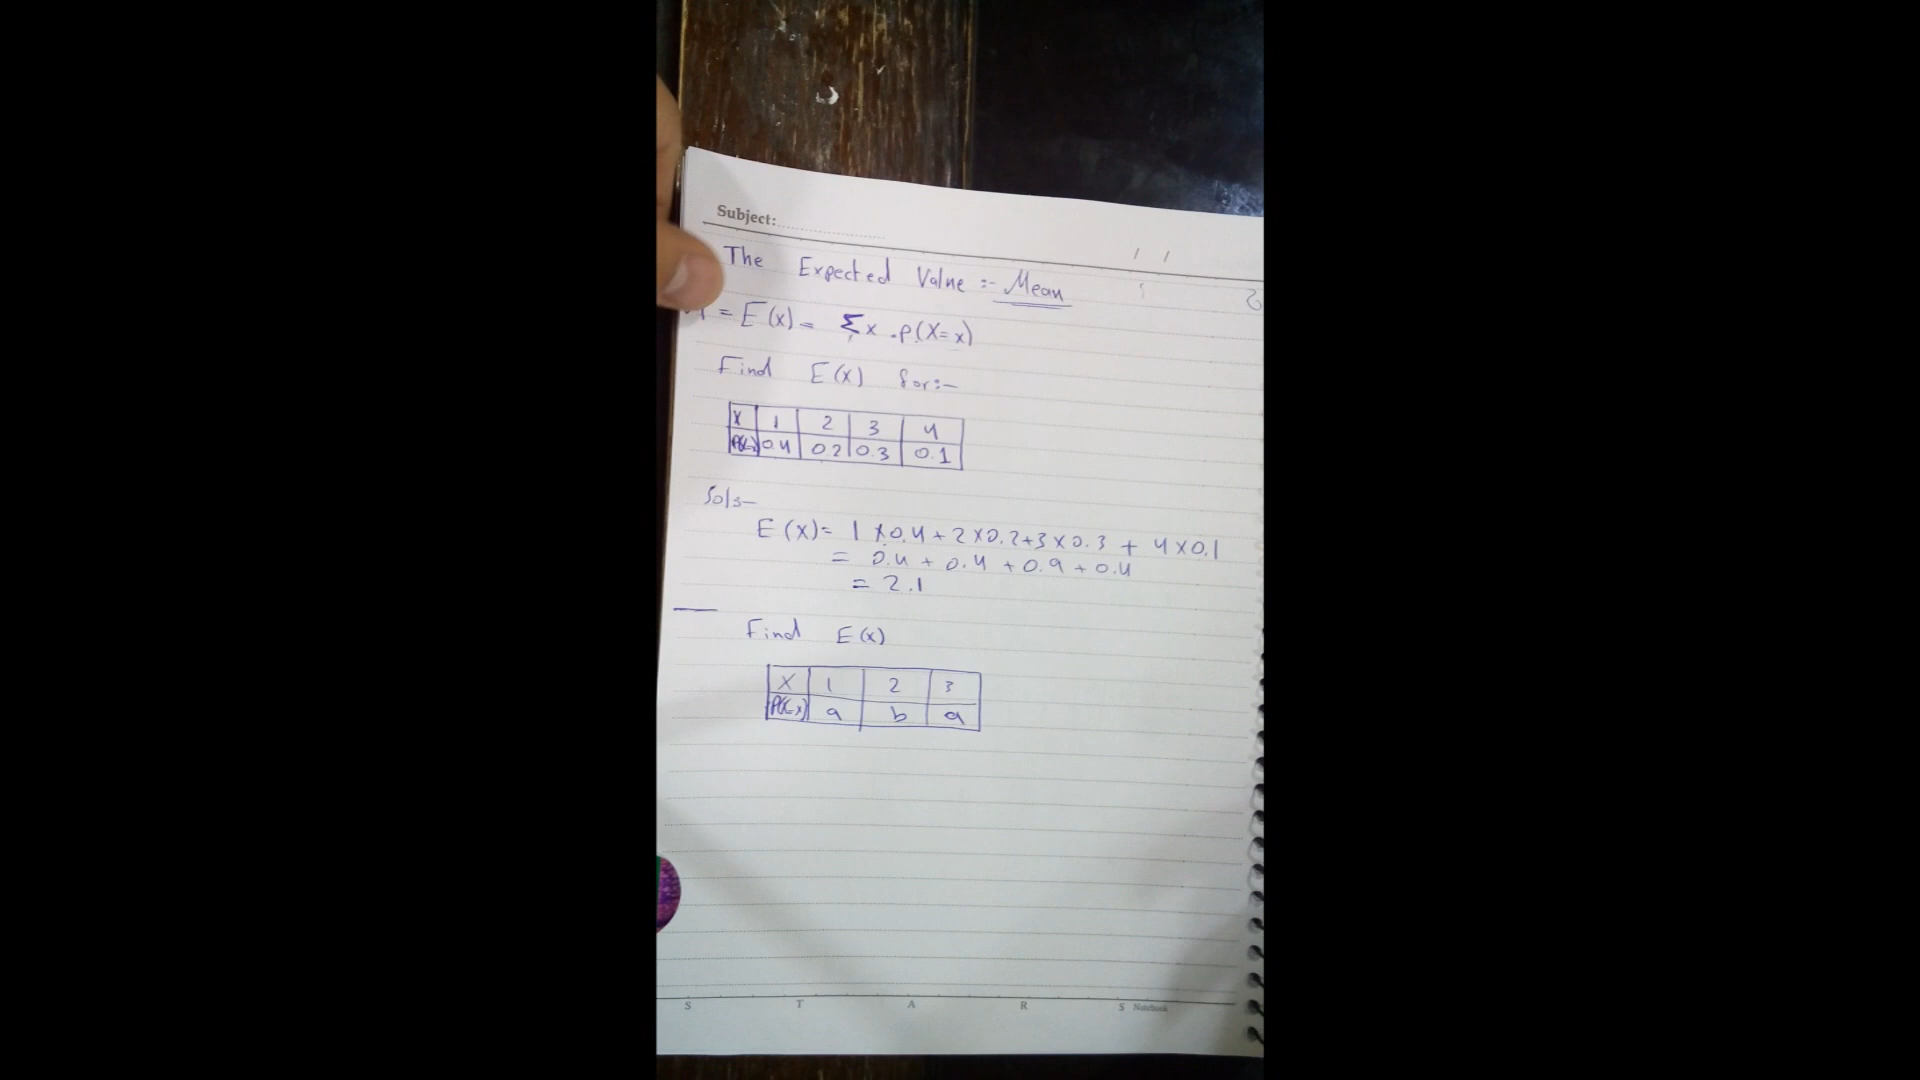 Subject:
The Expected Value :- Mean
= E(x) = Σx .p(X=x)
Find E(x) for:-
X 1 2 3 4
P(X=x) 0.4 0.2 0.3 0.1
Sol:-
E(x) = 1×0.4+2×0.2+3×0.3+4×0.1
= 0.4+0.4+0.9+0.4
= 2.1
Find E(x)
X 1 2 3
P(X=x) a b a
S T A R S Notebook